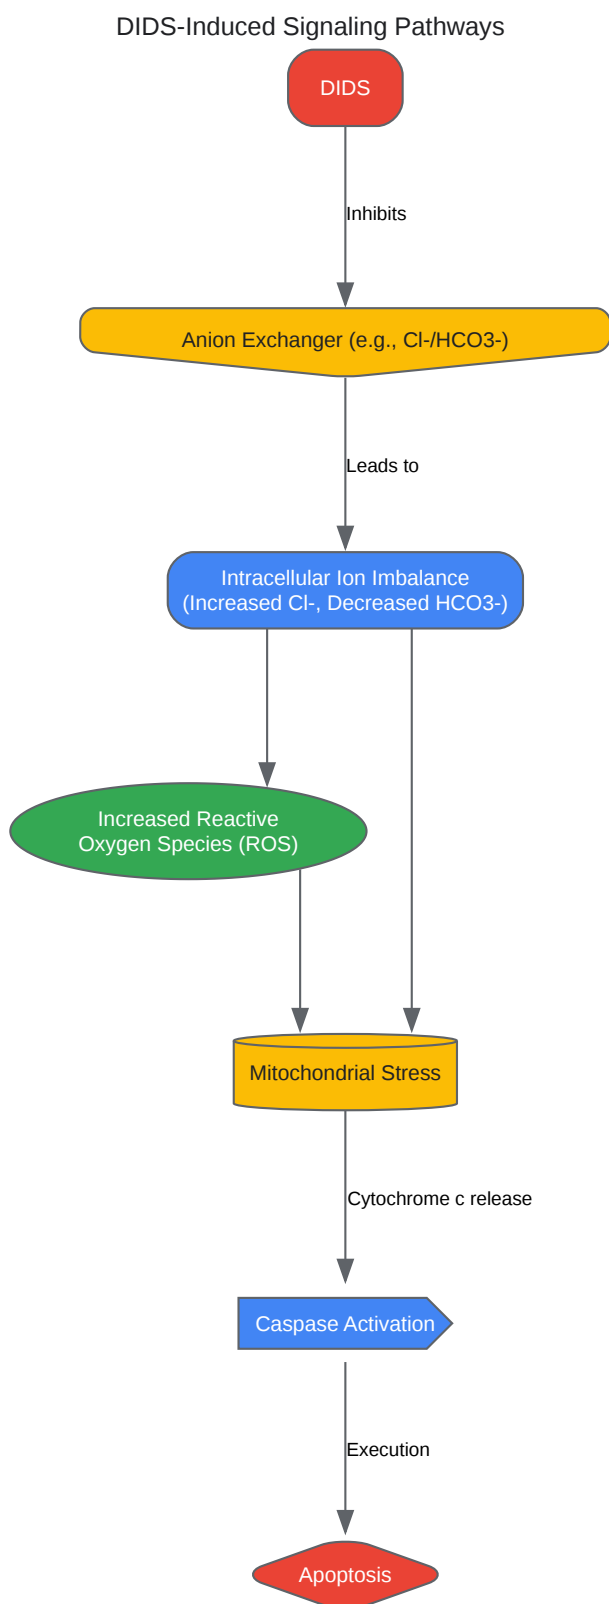 DIDS-Induced Signaling Pathways
DIDS
Inhibits
Anion Exchanger (e.g., Cl-/HCO3-)
Leads to
Intracellular Ion Imbalance
(Increased Cl-, Decreased HCO3-)
Increased Reactive
Oxygen Species (ROS)
Mitochondrial Stress
Cytochrome c release
Caspase Activation
Execution
Apoptosis